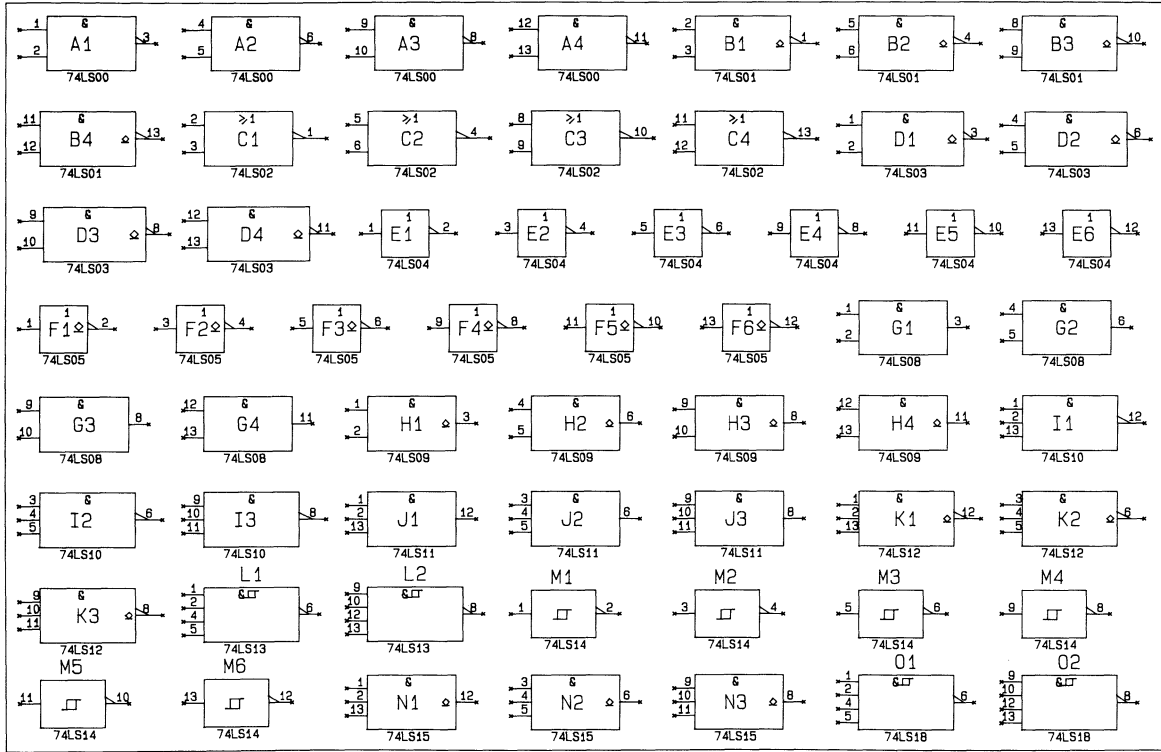 1 & 3 4 & 6 9 & 8 12 & 11 2 & 1 5 & 4 8 & 10
A1 A2 A3 A4 B1 B2 B3
2 5 10 13 3 6 9
74LS00 74LS00 74LS00 74LS00 74LS01 74LS01 74LS01
11 & 13 2 ≥1 1 5 ≥1 4 8 ≥1 10 11 ≥1 13 1 & 3 4 & 6
B4 C1 C2 C3 C4 D1 D2
12 3 6 9 12 2 5
74LS01 74LS02 74LS02 74LS02 74LS02 74LS03 74LS03
9 & 8 12 & 11 1 1 2 3 1 4 5 1 6 9 1 8 11 1 10 13 1 12
D3 D4 E1 E2 E3 E4 E5 E6
10 13
74LS03 74LS03 74LS04 74LS04 74LS04 74LS04 74LS04 74LS04
1 1 2 3 1 4 5 1 6 9 1 8 11 1 10 13 1 12 1 & 3 4 & 6
F1 F2 F3 F4 F5 F6 G1 G2
2 5
74LS05 74LS05 74LS05 74LS05 74LS05 74LS05 74LS08 74LS08
9 & 8 12 & 11 1 & 3 4 & 6 9 & 8 12 & 11 1 & 12
G3 G4 H1 H2 H3 H4 2 I1
10 13 2 5 10 13 13
74LS08 74LS08 74LS09 74LS09 74LS09 74LS09 74LS10
3 & 6 9 & 8 1 & 12 3 & 6 9 & 8 1 & 12 3 & 6
4 I2 10 I3 2 J1 4 J2 10 J3 2 K1 4 K2
5 11 13 5 11 13 5
74LS10 74LS10 74LS11 74LS11 74LS11 74LS12 74LS12
L1 L2 M1 M2 M3 M4
9 & 8 1 & 6 9 & 8 1 2 3 4 5 6 9 8
10 K3 2 10
11 4 12
5 13
74LS12 74LS13 74LS13 74LS14 74LS14 74LS14 74LS14
M5 M6 O1 O2
11 10 13 12 1 & 12 3 & 6 9 & 8 1 & 6 9 & 8
2 N1 4 N2 10 N3 2 10
13 5 11 4 12
5 13
74LS14 74LS14 74LS15 74LS15 74LS15 74LS18 74LS18